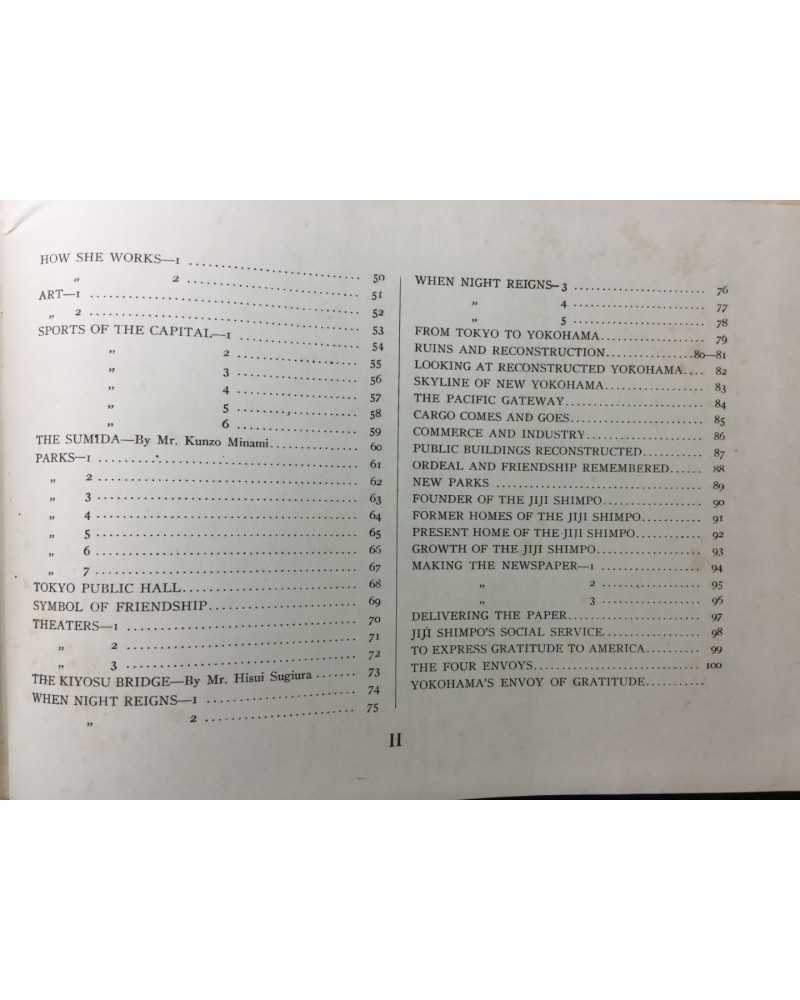 HOW SHE WORKS—1 ........................ 50
„ 2 ........................ 51
ART—1 ........................ 52
„ 2 ........................ 53
SPORTS OF THE CAPITAL—1 ................ 54
„ 2 ................ 55
„ 3 ................ 56
„ 4 ................ 57
„ 5 ................ 58
„ 6 ................ 59
THE SUMIDA—By Mr. Kunzo Minami............ 60
PARKS—1 ........................ 61
„ 2 ........................ 62
„ 3 ........................ 63
„ 4 ........................ 64
„ 5 ........................ 65
„ 6 ........................ 66
„ 7 ........................ 67
TOKYO PUBLIC HALL................ 68
SYMBOL OF FRIENDSHIP................ 69
THEATERS—1 ........................ 70
„ 2 ........................ 71
„ 3 ........................ 72
THE KIYOSU BRIDGE—By Mr. Hisui Sugiura ....... 73
WHEN NIGHT REIGNS—1 ................ 74
„ 2 ................ 75
WHEN NIGHT REIGNS—3 ................ 76
„ 4 ................ 77
„ 5 ................ 78
FROM TOKYO TO YOKOHAMA................ 79
RUINS AND RECONSTRUCTION............80—81
LOOKING AT RECONSTRUCTED YOKOHAMA.... 82
SKYLINE OF NEW YOKOHAMA................ 83
THE PACIFIC GATEWAY................ 84
CARGO COMES AND GOES................ 85
COMMERCE AND INDUSTRY................ 86
PUBLIC BUILDINGS RECONSTRUCTED.......... 87
ORDEAL AND FRIENDSHIP REMEMBERED...... 88
NEW PARKS ........................ 89
FOUNDER OF THE JIJI SHIMPO................ 90
FORMER HOMES OF THE JIJI SHIMPO........... 91
PRESENT HOME OF THE JIJI SHIMPO............ 92
GROWTH OF THE JIJI SHIMPO................ 93
MAKING THE NEWSPAPER—1 ................ 94
„ 2 ................ 95
„ 3 ................ 96
DELIVERING THE PAPER................ 97
JIJI SHIMPO'S SOCIAL SERVICE................ 98
TO EXPRESS GRATITUDE TO AMERICA.......... 99
THE FOUR ENVOYS........................ 100
YOKOHAMA'S ENVOY OF GRATITUDE...........
II